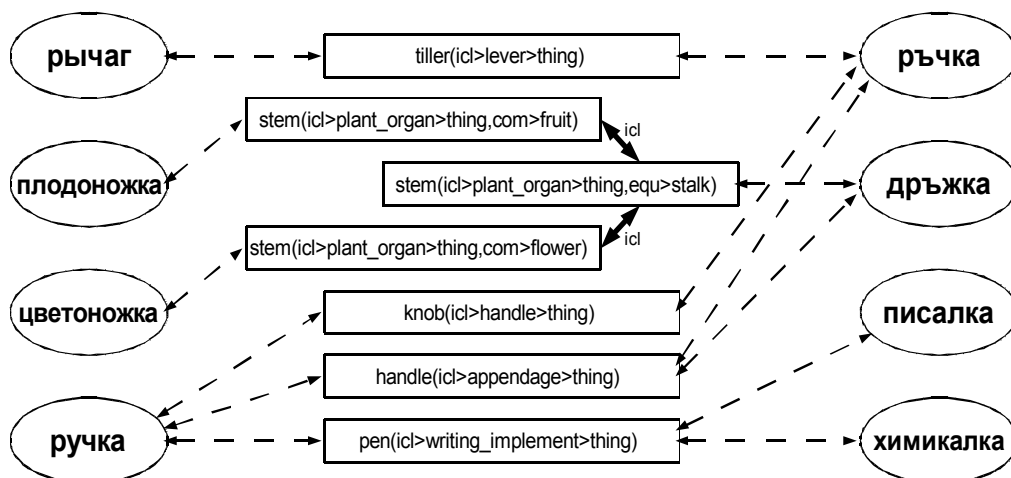 рычаг
tiller(icl>lever>thing)
ръчка
stem(icl>plant_organ>thing,com>fruit)
icl
плодоножка
stem(icl>plant_organ>thing,equ>stalk)
дръжка
stem(icl>plant_organ>thing,com>flower)
icl
цветоножка
knob(icl>handle>thing)
писалка
handle(icl>appendage>thing)
ручка
pen(icl>writing_implement>thing)
химикалка